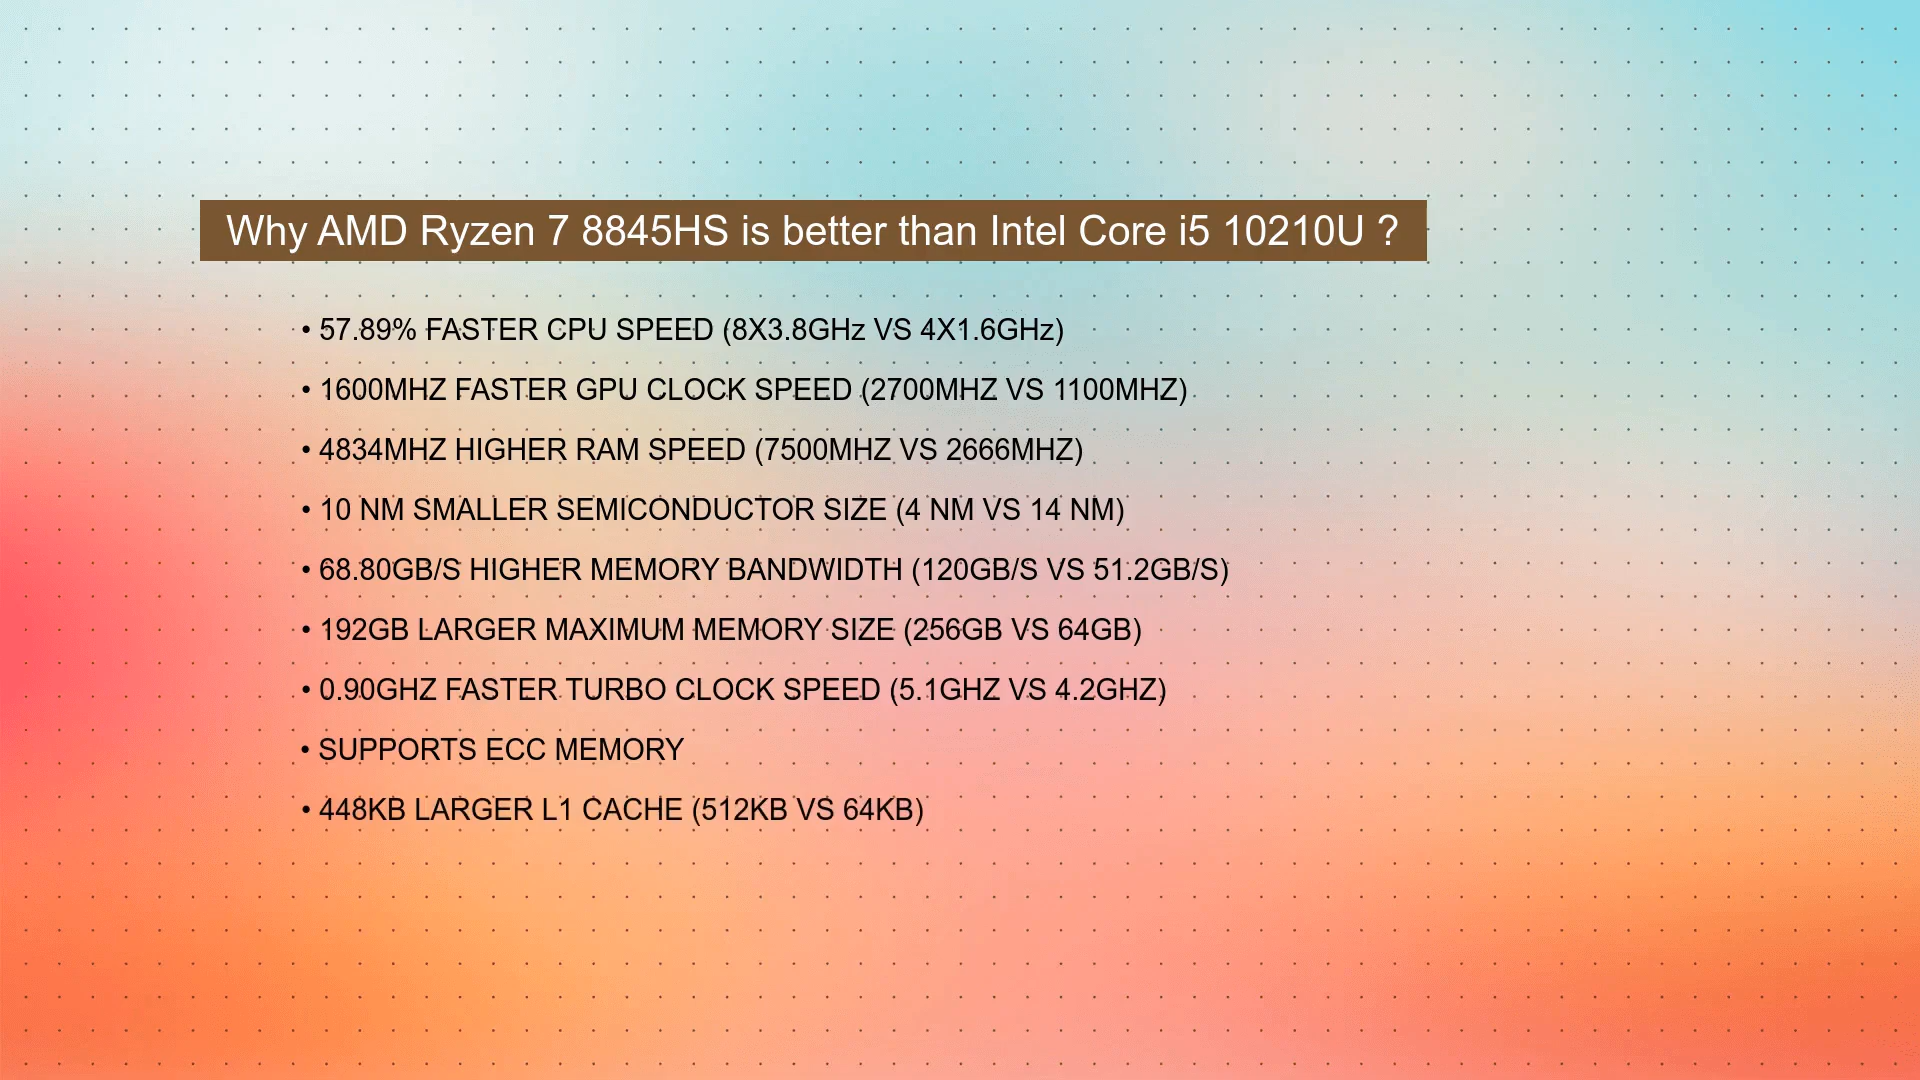 Why AMD Ryzen 7 8845HS is better than Intel Core i5 10210U ?
• 57.89% FASTER CPU SPEED (8X3.8GHz VS 4X1.6GHz)
• 1600MHZ FASTER GPU CLOCK SPEED (2700MHZ VS 1100MHZ)
• 4834MHZ HIGHER RAM SPEED (7500MHZ VS 2666MHZ)
• 10 NM SMALLER SEMICONDUCTOR SIZE (4 NM VS 14 NM)
• 68.80GB/S HIGHER MEMORY BANDWIDTH (120GB/S VS 51.2GB/S)
• 192GB LARGER MAXIMUM MEMORY SIZE (256GB VS 64GB)
• 0.90GHZ FASTER TURBO CLOCK SPEED (5.1GHZ VS 4.2GHZ)
• SUPPORTS ECC MEMORY
• 448KB LARGER L1 CACHE (512KB VS 64KB)